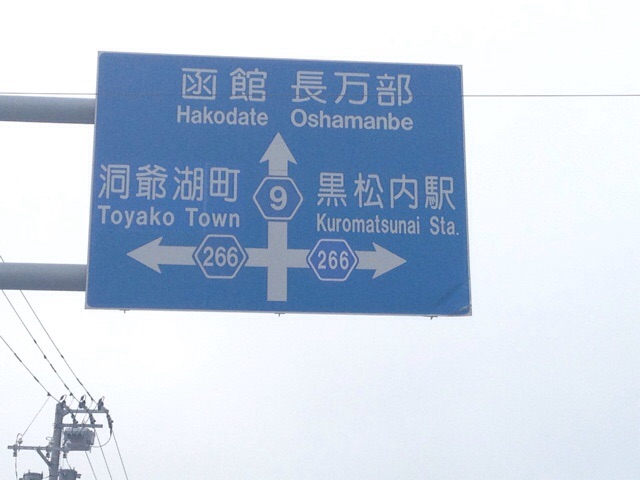 函館 長万部
Hakodate Oshamanbe
洞爺湖町
Toyako Town
9
黒松内駅
Kuromatsunai Sta.
266
266